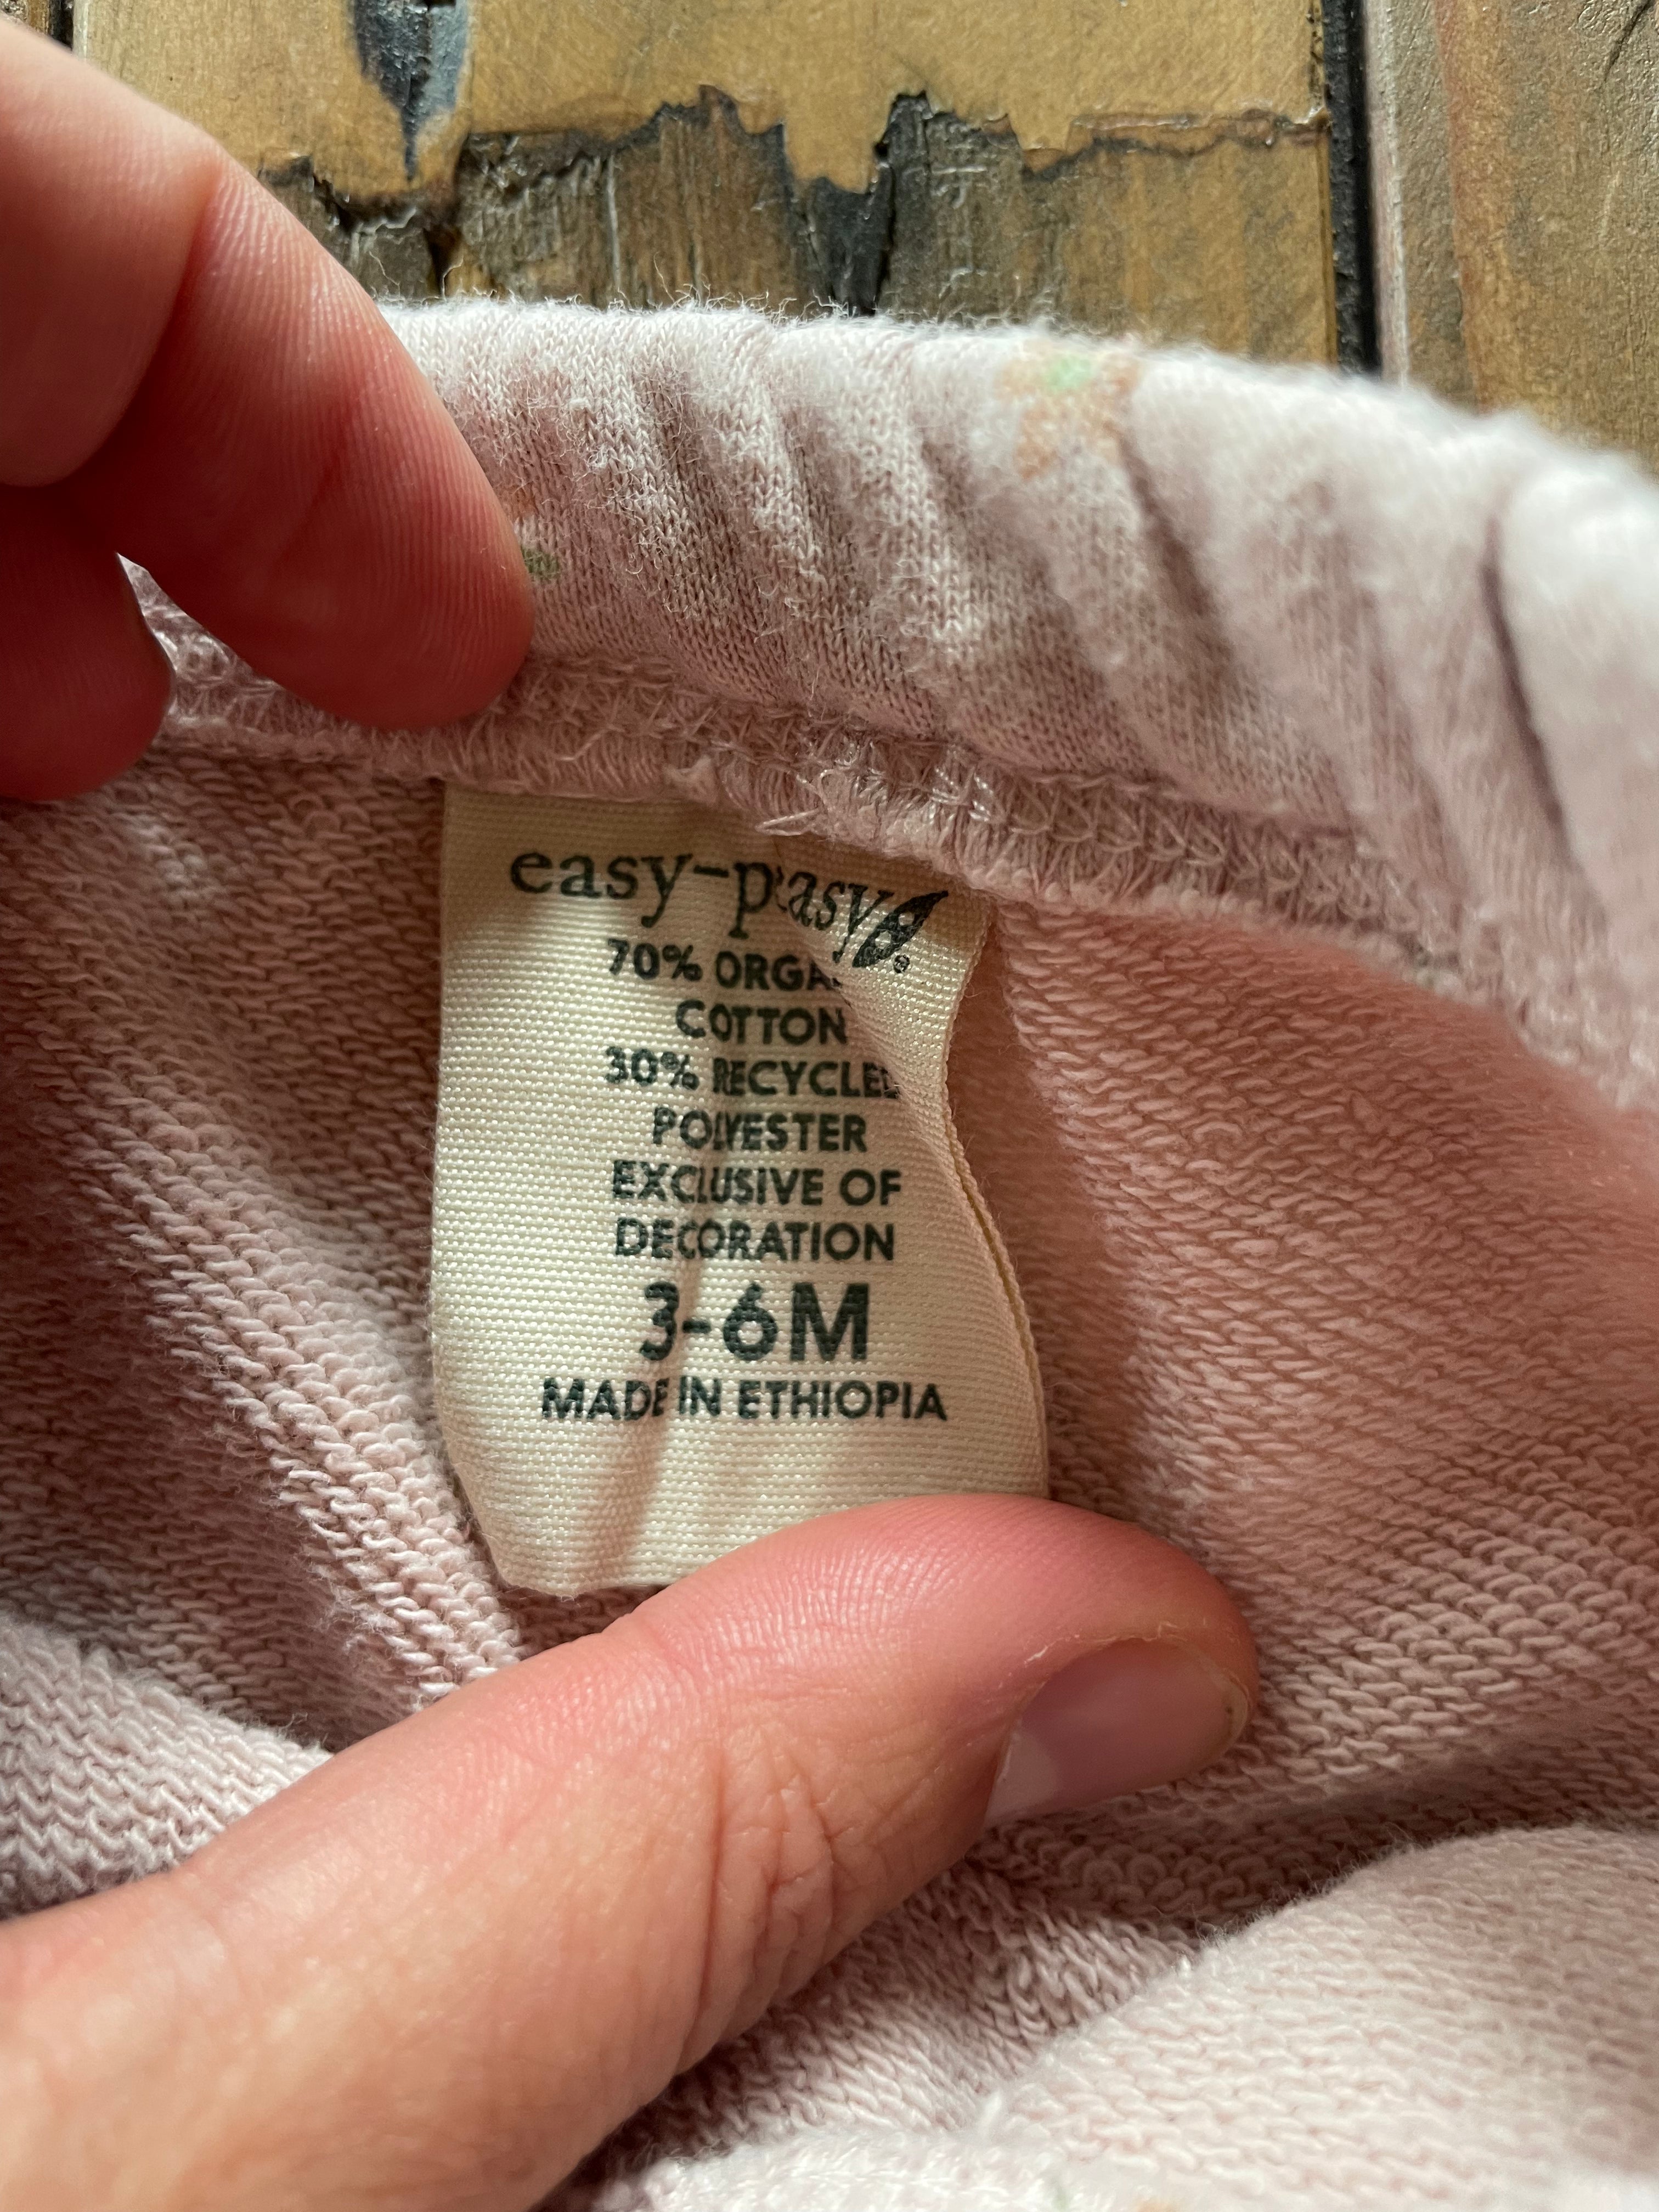 easy-peasy
70% ORGA
COTTON
30% RECYCLED
POLYESTER
EXCLUSIVE OF
DECORATION
3-6M
MADE IN ETHIOPIA